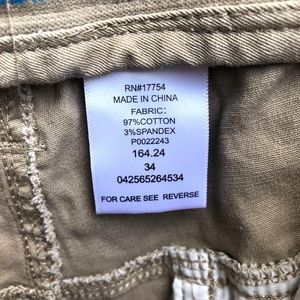 RN#17754
MADE IN CHINA
FABRIC:
97%COTTON
3%SPANDEX
P0022243
164.24
34
042565264534
FOR CARE SEE REVERSE